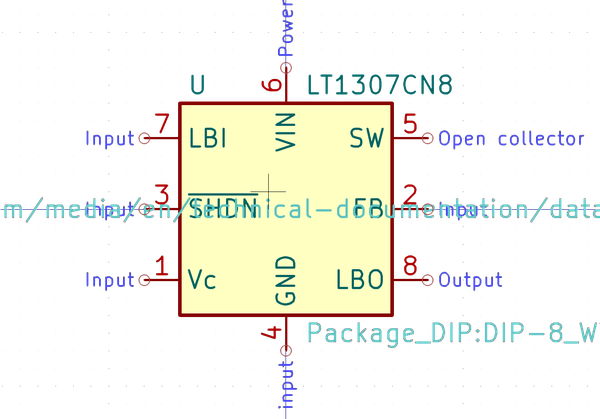 Power
U LT1307CN8
6
7 VIN 5
Input LBI SW Open collector
3 2
m/media/en/technical-documentation/data
Input SHDN FB Input
1 8
Input Vc GND LBO Output
4 Package_DIP:DIP-8_W
input